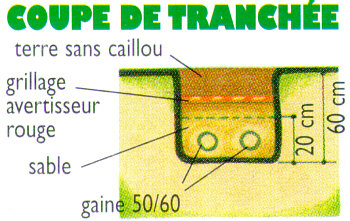 COUPE DE TRANCHÉE
terre sans caillou
grillage
avertisseur
rouge
sable
gaine 50/60
20 cm
60 cm